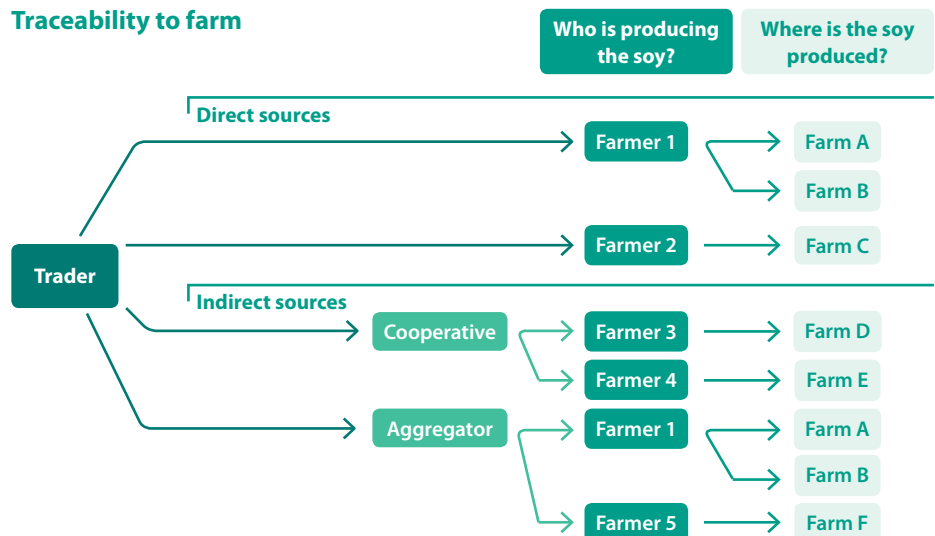 Traceability to farm
Who is producing
the soy?
Where is the soy
produced?
Direct sources
Farmer 1
Farm A
Farm B
Farmer 2
Farm C
Trader
Indirect sources
Cooperative
Farmer 3
Farm D
Farmer 4
Farm E
Aggregator
Farmer 1
Farm A
Farm B
Farmer 5
Farm F